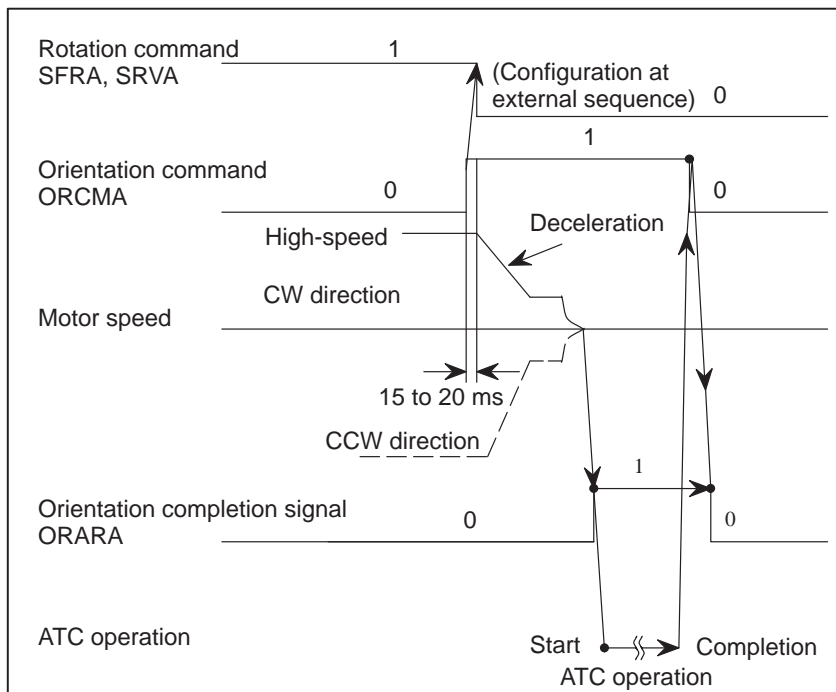 Rotation command
SFRA, SRVA
1
(Configuration at
external sequence)
0
Orientation command
ORCMA
0
1
0
High-speed
Deceleration
CW direction
Motor speed
15 to 20 ms
CCW direction
Orientation completion signal
ORARA
0
1
0
ATC operation
Start
Completion
ATC operation